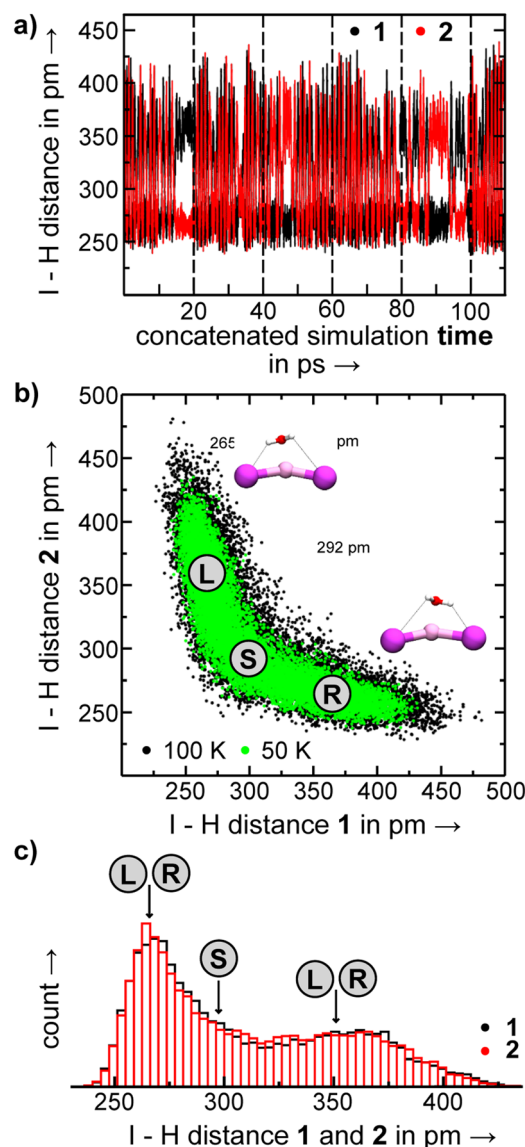 a)
1 2
I - H distance in pm →
450
400
350
300
250
20 40 60 80 100
concatenated simulation time
in ps →
b)
I - H distance 2 in pm →
500
450
400
350
300
250
265 pm
292 pm
L
S
R
100 K 50 K
250 300 350 400 450 500
I - H distance 1 in pm →
c)
L R
S
L R
count →
1
2
250 300 350 400
I - H distance 1 and 2 in pm →